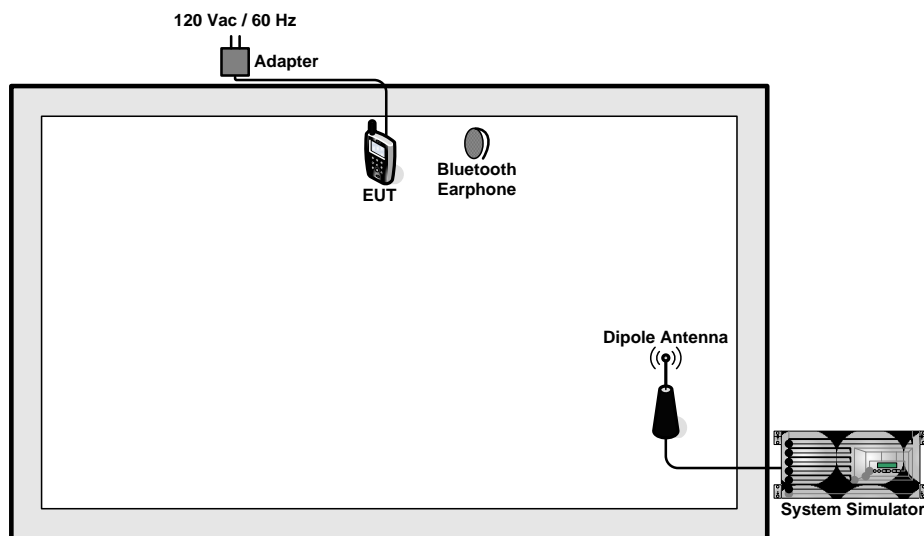 120 Vac / 60 Hz
Adapter
EUT
Bluetooth
Earphone
Dipole Antenna
System Simulator